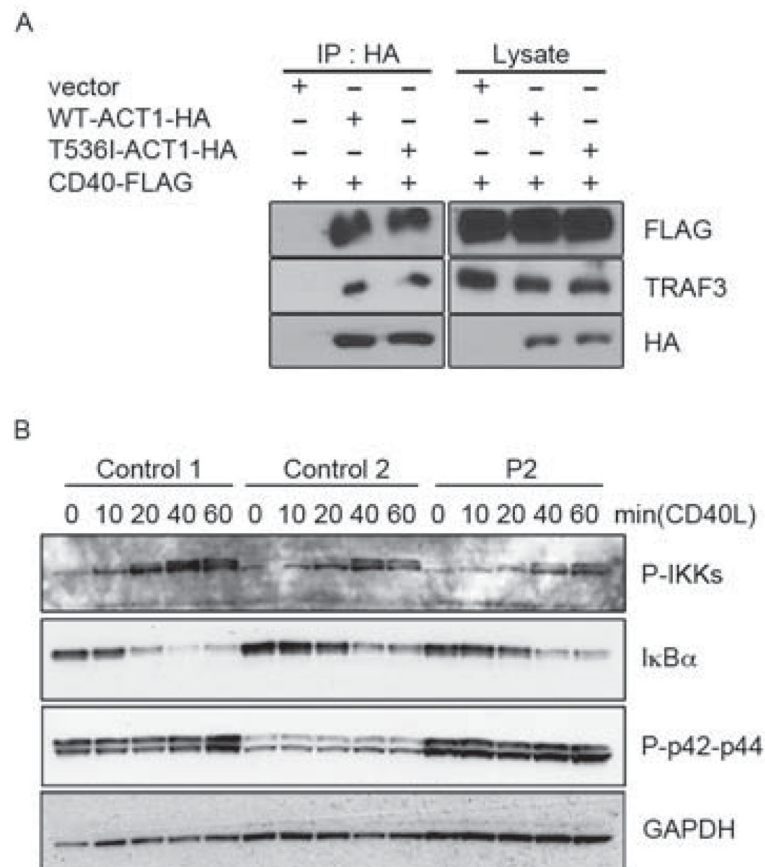 A
IP : HA Lysate
vector + – – + – –
WT-ACT1-HA – + – – + –
T536I-ACT1-HA – – + – – +
CD40-FLAG + + + + + +
FLAG
TRAF3
HA
B
Control 1 Control 2 P2
0 10 20 40 60 0 10 20 40 60 0 10 20 40 60 min(CD40L)
P-IKKs
IκBα
P-p42-p44
GAPDH